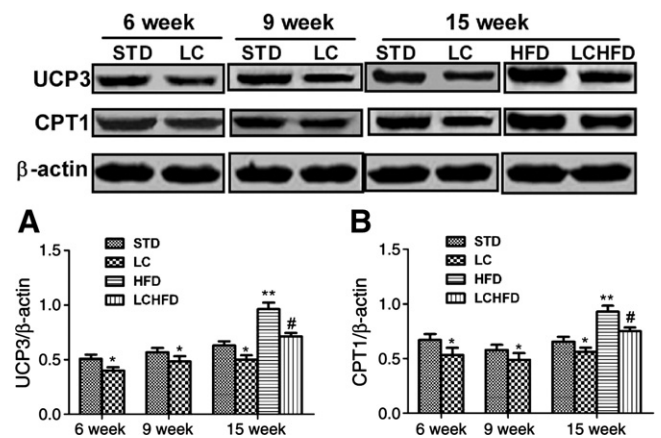 6 week 9 week 15 week
STD LC STD LC STD LC HFD LCHFD
UCP3
CPT1
β-actin
A
1.5
1.0
0.5
0.0
UCP3/β-actin
STD
LC
HFD
LCHFD
* * * ** #
6 week 9 week 15 week
B
1.5
1.0
0.5
0.0
CPT1/β-actin
STD
LC
HFD
LCHFD
* * * ** #
6 week 9 week 15 week